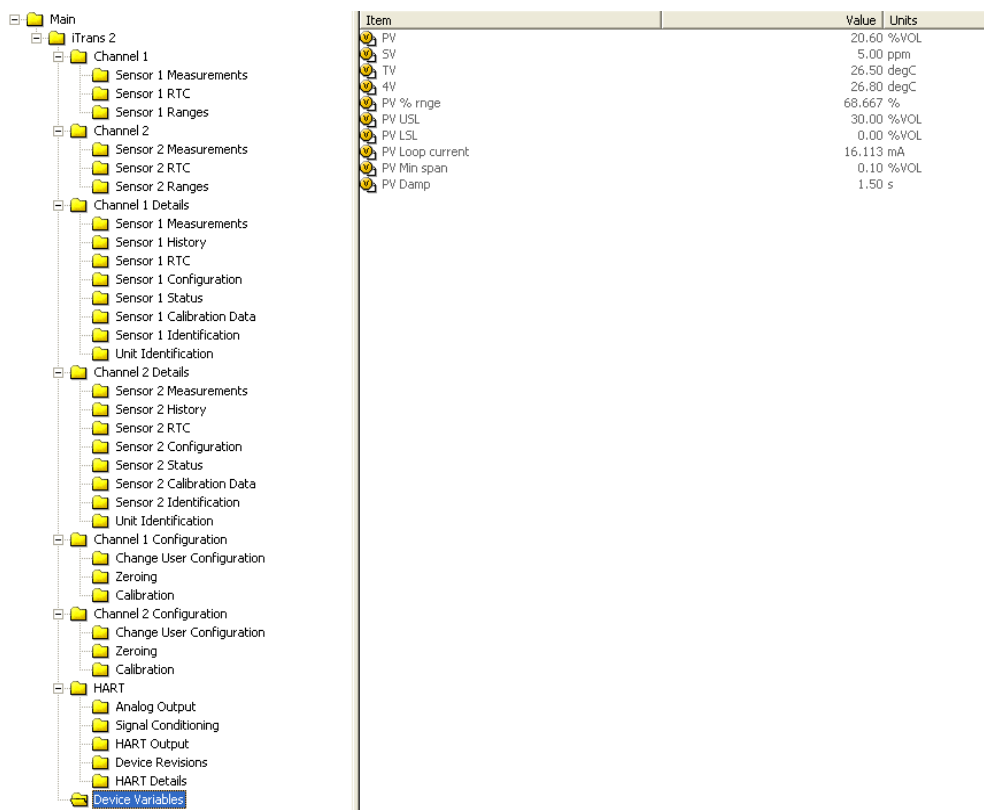 Main
iTrans 2
Channel 1
Sensor 1 Measurements
Sensor 1 RTC
Sensor 1 Ranges
Channel 2
Sensor 2 Measurements
Sensor 2 RTC
Sensor 2 Ranges
Channel 1 Details
Sensor 1 Measurements
Sensor 1 History
Sensor 1 RTC
Sensor 1 Configuration
Sensor 1 Status
Sensor 1 Calibration Data
Sensor 1 Identification
Unit Identification
Channel 2 Details
Sensor 2 Measurements
Sensor 2 History
Sensor 2 RTC
Sensor 2 Configuration
Sensor 2 Status
Sensor 2 Calibration Data
Sensor 2 Identification
Unit Identification
Channel 1 Configuration
Change User Configuration
Zeroing
Calibration
Channel 2 Configuration
Change User Configuration
Zeroing
Calibration
HART
Analog Output
Signal Conditioning
HART Output
Device Revisions
HART Details
Device Variables
Item Value Units
PV 20.60 %VOL
SV 5.00 ppm
TV 26.50 degC
4V 26.80 degC
PV % rnge 68.667 %
PV USL 30.00 %VOL
PV LSL 0.00 %VOL
PV Loop current 16.113 mA
PV Min span 0.10 %VOL
PV Damp 1.50 s